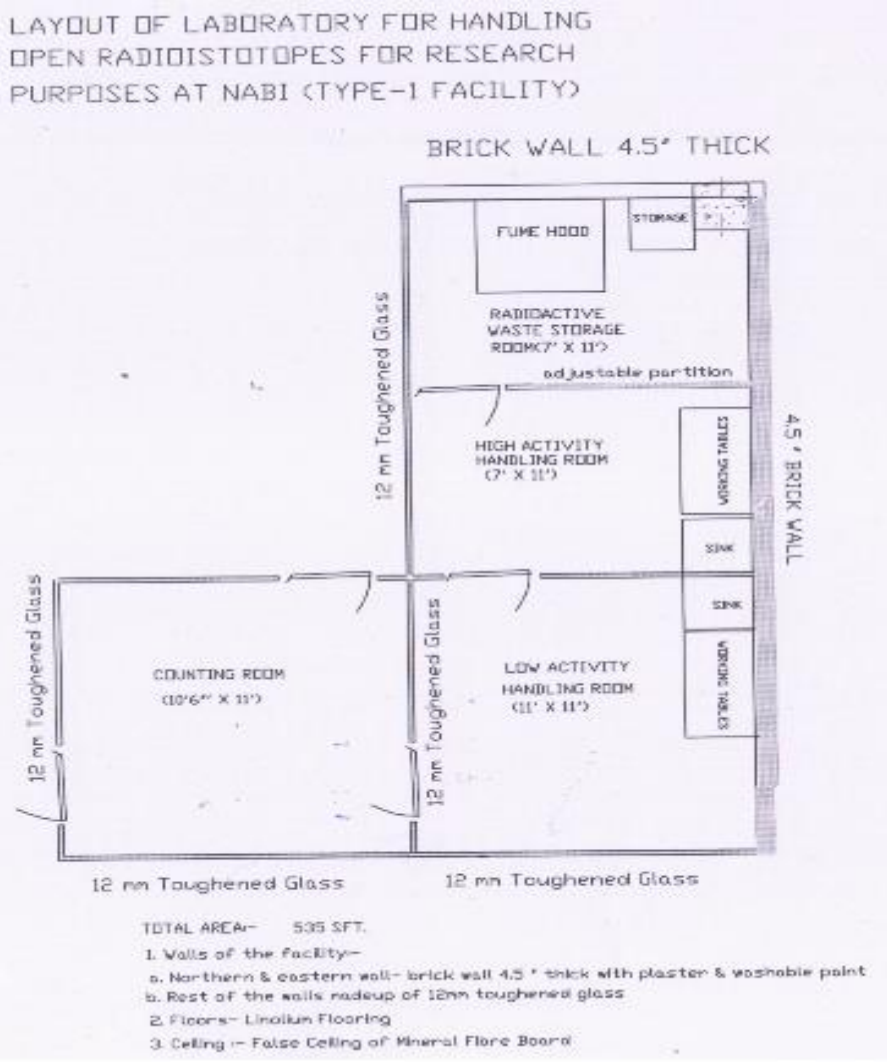 LAYOUT OF LABORATORY FOR HANDLING
OPEN RADIOISTOTOPES FOR RESEARCH
PURPOSES AT NABI (TYPE-1 FACILITY)
BRICK WALL 4.5" THICK
FUME HOOD
STORAGE
12 mm Toughened Glass
RADIOACTIVE
WASTE STORAGE
ROOM(7' X 11')
adjustable partition
HIGH ACTIVITY
HANDLING ROOM
(7' X 11')
WORKING TABLES
4.5 " BRICK WALL
SINK
SINK
12 mm Toughened Glass
COUNTING ROOM
(10'6"" X 11')
12 mm Toughened Glass
LOW ACTIVITY
HANDLING ROOM
(11' X 11')
WORKING TABLES
12 mm Toughened Glass
12 mm Toughened Glass
TOTAL AREA:- 535 SFT.
1. Walls of the facility:-
a. Northern & eastern wall- brick wall 4.5 " thick with plaster & washable paint
b. Rest of the walls madeup of 12mm toughened glass
2. Floors- Linolium Flooring
3. Ceiling :- False Ceiling of Mineral Fibre Board